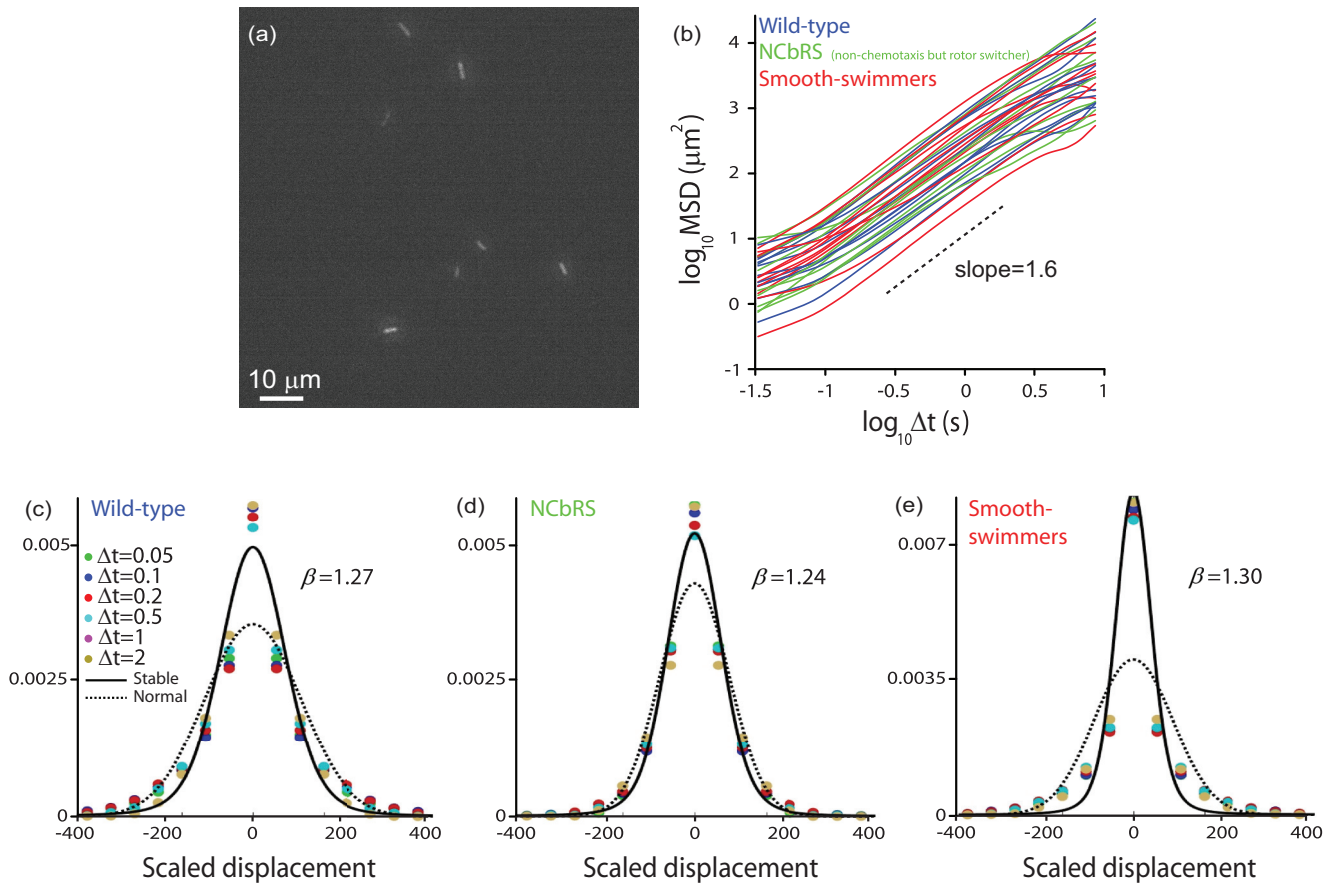 (a)
10 μm
(b)
Wild-type
NCbRS (non-chemotaxis but rotor switcher)
Smooth-swimmers
log₁₀MSD (μm²)
4
3
2
1
0
-1
slope=1.6
-1.5 -1 -0.5 0 0.5 1
log₁₀Δt (s)
(c) Wild-type
0.005
0.0025
0
Δt=0.05
Δt=0.1
Δt=0.2
Δt=0.5
Δt=1
Δt=2
Stable
Normal
β=1.27
-400 -200 0 200 400
Scaled displacement
(d) NCbRS
0.005
0.0025
0
β=1.24
-400 -200 0 200 400
Scaled displacement
(e) Smooth-
swimmers
0.007
0.0035
0
β=1.30
-400 -200 0 200 400
Scaled displacement